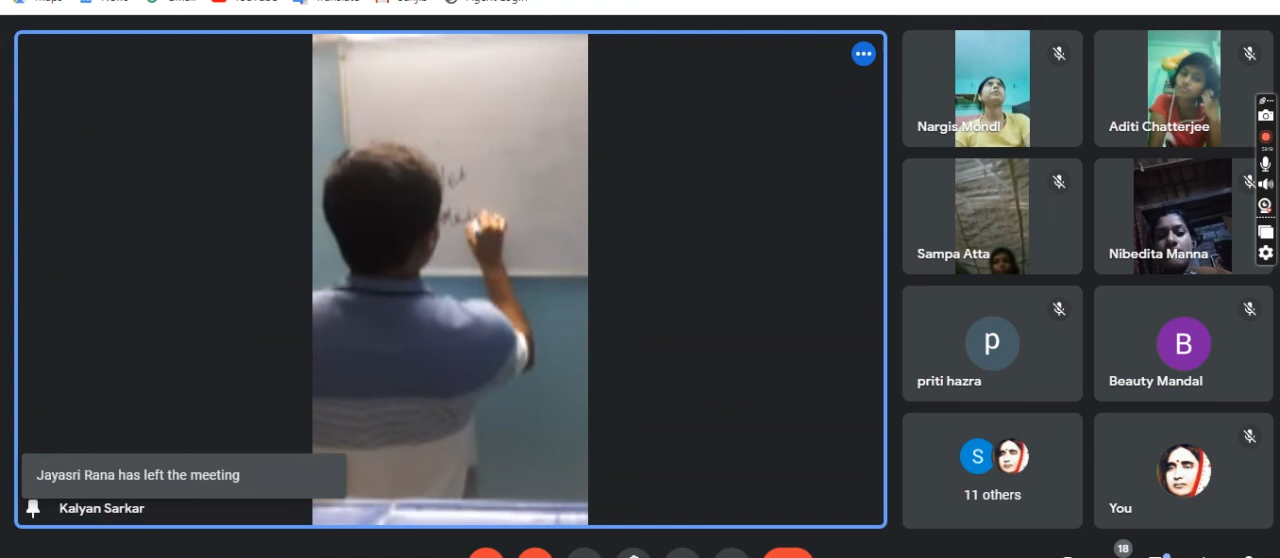 Nargis Mondl
Aditi Chatterjee
Sampa Atta
Nibedita Manna
p
priti hazra
B
Beauty Mandal
S
11 others
You
Jayasri Rana has left the meeting
Kalyan Sarkar
18